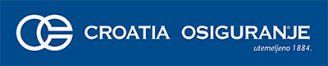 CROATIA OSIGURANJE
utemeljeno 1884.